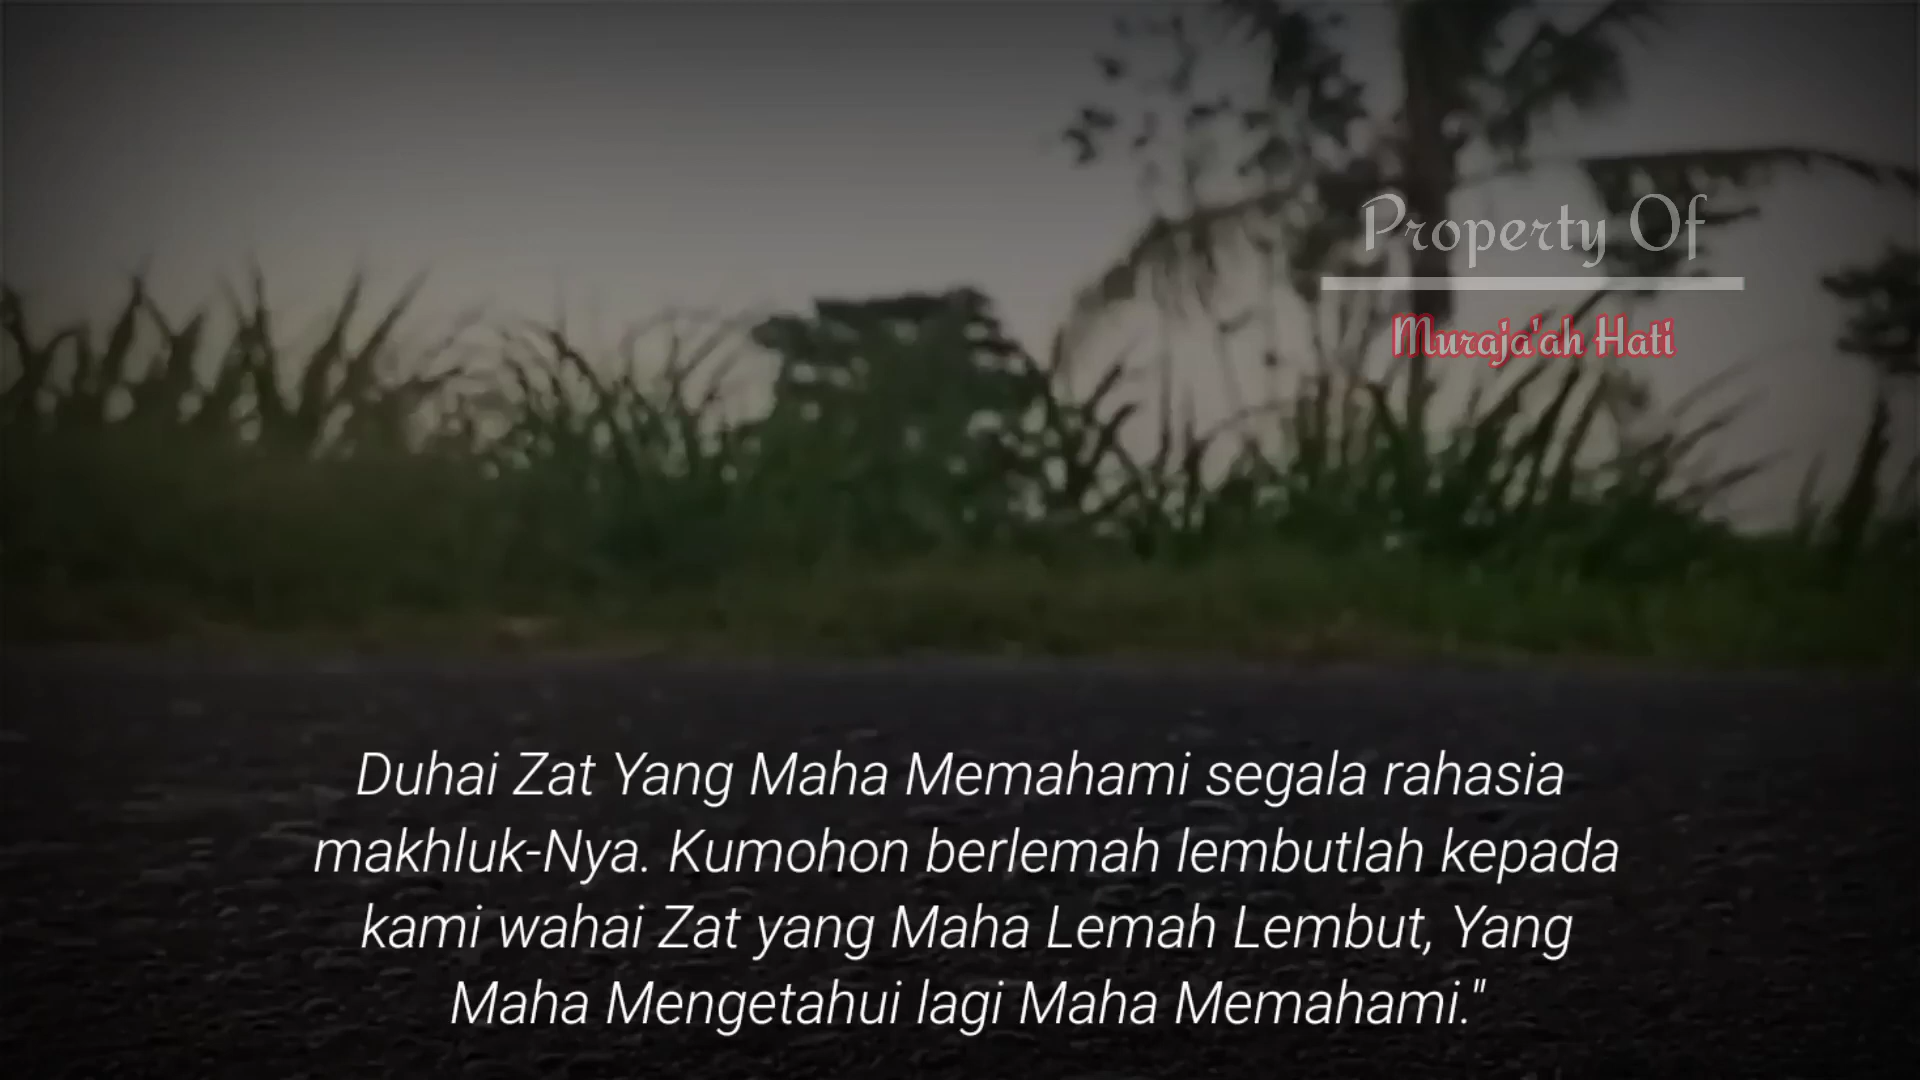 Property Of
Muraja'ah Hati
Duhai Zat Yang Maha Memahami segala rahasia
makhluk-Nya. Kumohon berlemah lembutlah kepada
kami wahai Zat yang Maha Lemah Lembut, Yang
Maha Mengetahui lagi Maha Memahami."